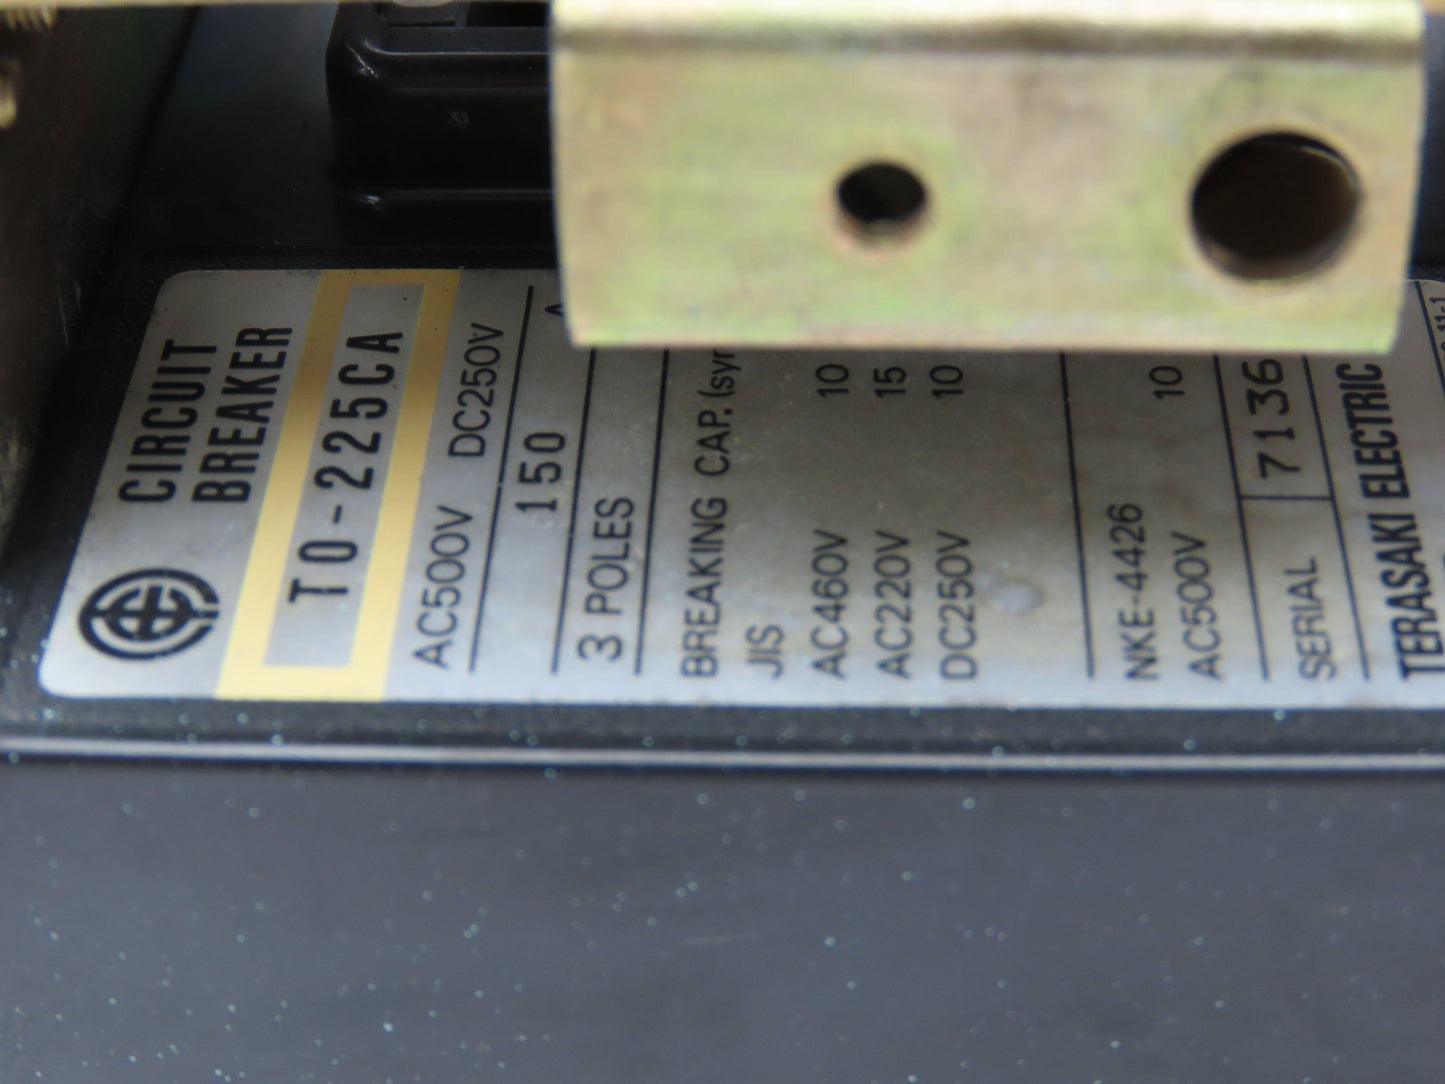 CIRCUIT
BREAKER
TO-225CA
AC500V DC250V
150 A
3 POLES
BREAKING CAP. (sy
JIS
AC460V 10
AC220V 15
DC250V 10
NKE-4426
AC500V 10
SERIAL 7136
TERASAKI ELECTRIC